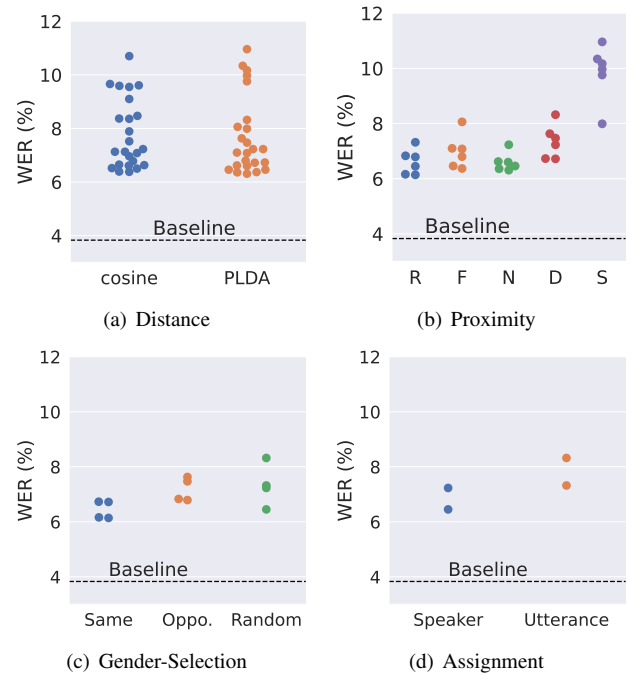 12
10
8
6
4
WER (%)
Baseline
cosine PLDA
(a) Distance
12
10
8
6
4
WER (%)
Baseline
R F N D S
(b) Proximity
12
10
8
6
4
WER (%)
Baseline
Same Oppo. Random
(c) Gender-Selection
12
10
8
6
4
WER (%)
Baseline
Speaker Utterance
(d) Assignment